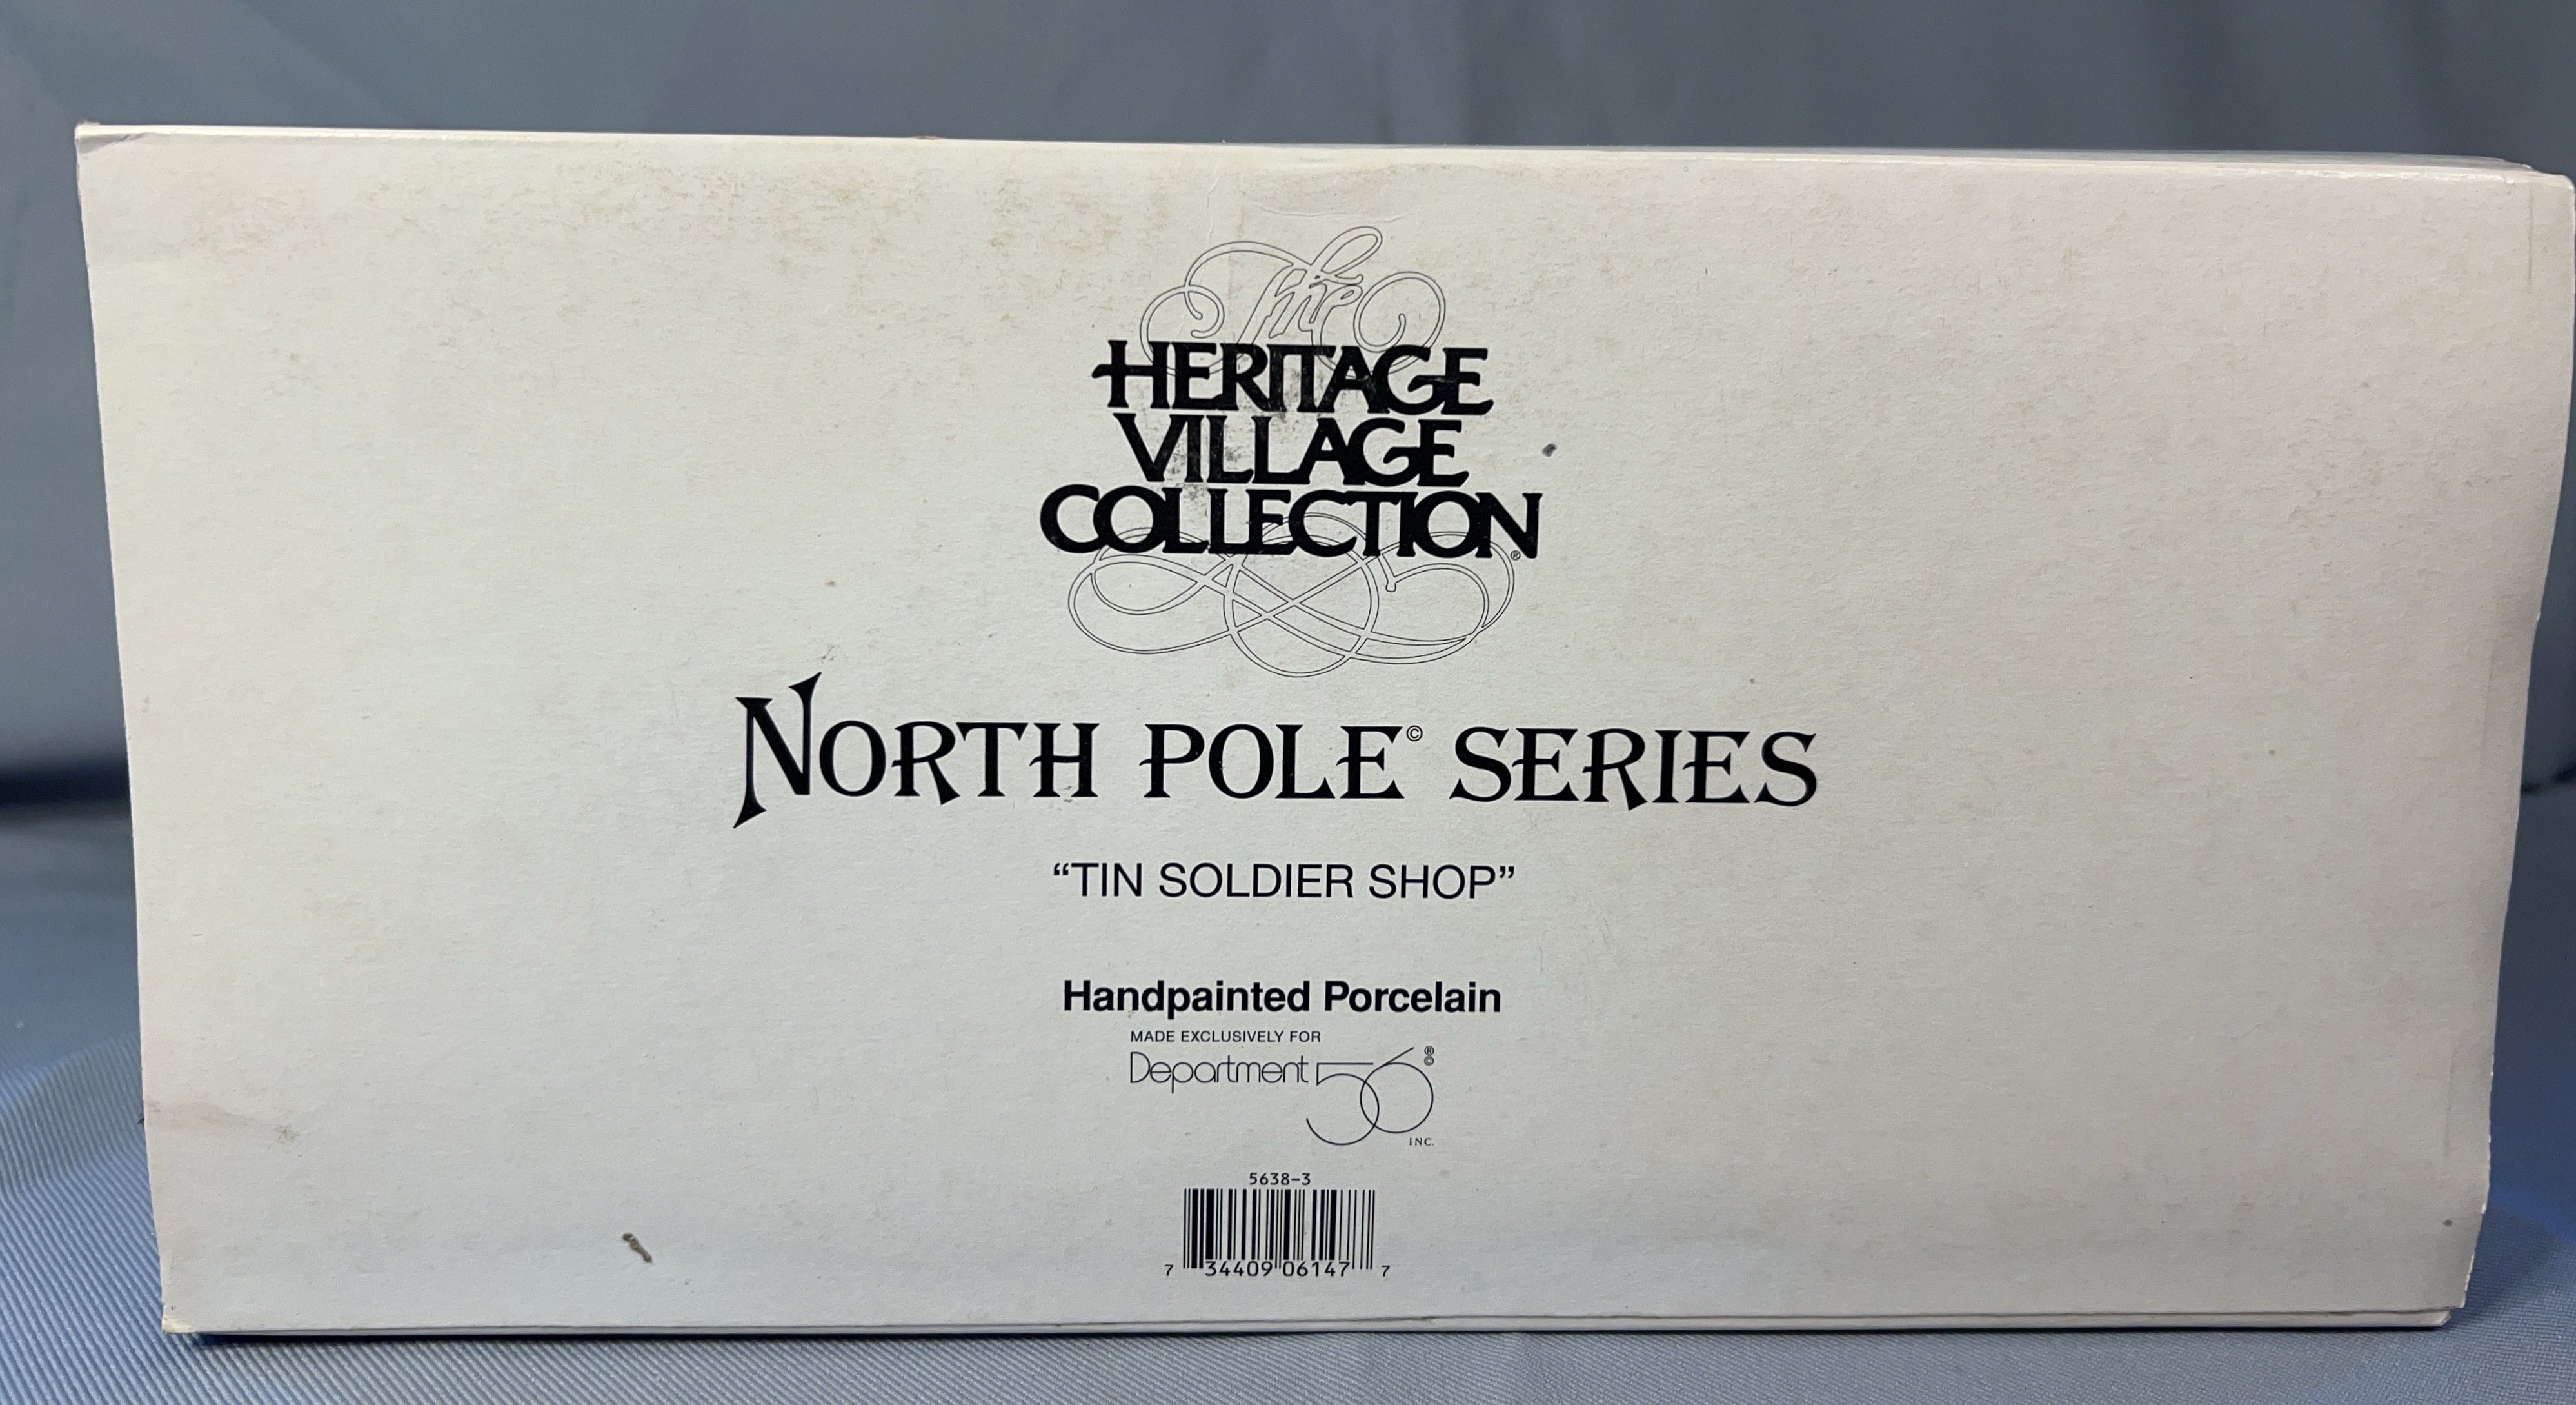 The
HERITAGE
VILLAGE
COLLECTION®
NORTH POLE© SERIES
“TIN SOLDIER SHOP”
Handpainted Porcelain
MADE EXCLUSIVELY FOR
Department 56®©
INC.
5638-3
7 34409 06147 7